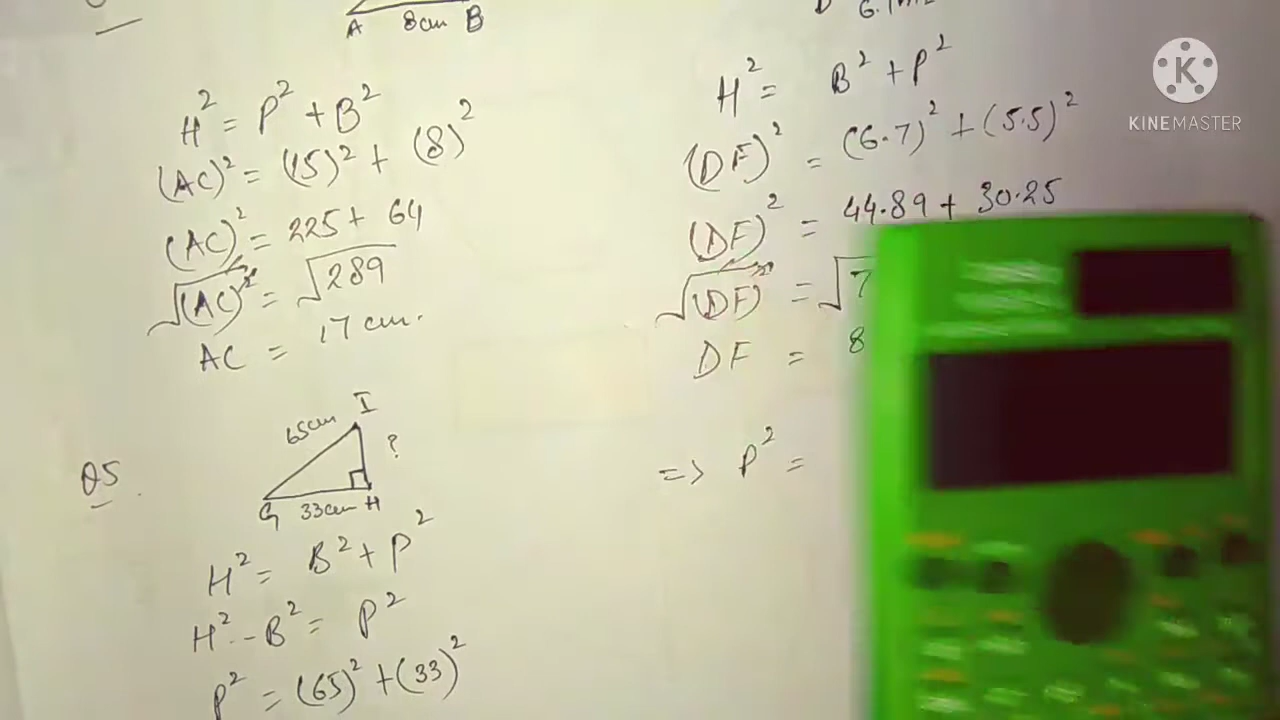 A 8cm B
H² = P² + B²
(AC)² = (15)² + (8)²
(AC)² = 225 + 64
√(AC)² = √289
AC = 17 cm.
Q5
65cm
I
?
G 33cm H
H² = B² + P²
H² - B² = P²
P² = (65)² + (33)²
H² = B² + P²
(DF)² = (6.7)² + (5.5)²
(DF)² = 44.89 + 30.25
√(DF)² = √7
DF = 8
=> P² =
K
KINEMASTER